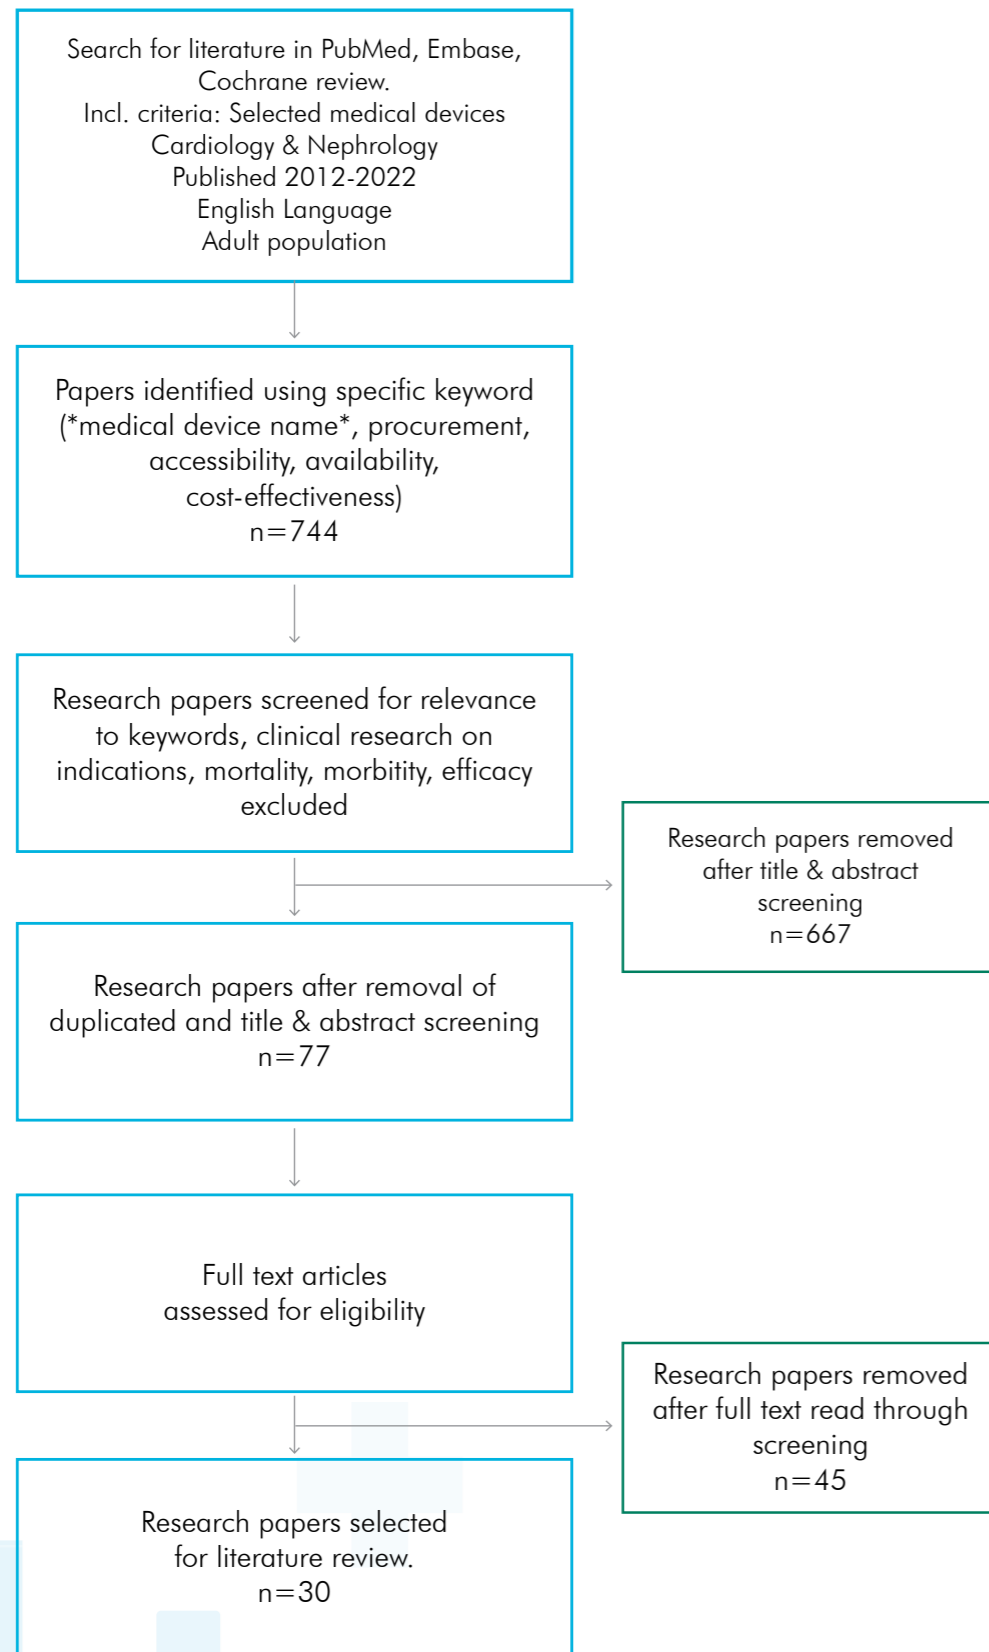 Search for literature in PubMed, Embase,
Cochrane review.
Incl. criteria: Selected medical devices
Cardiology & Nephrology
Published 2012-2022
English Language
Adult population
Papers identified using specific keyword
(*medical device name*, procurement,
accessibility, availability,
cost-effectiveness)
n=744
Research papers screened for relevance
to keywords, clinical research on
indications, mortality, morbitity, efficacy
excluded
Research papers removed
after title & abstract
screening
n=667
Research papers after removal of
duplicated and title & abstract screening
n=77
Full text articles
assessed for eligibility
Research papers removed
after full text read through
screening
n=45
Research papers selected
for literature review.
n=30